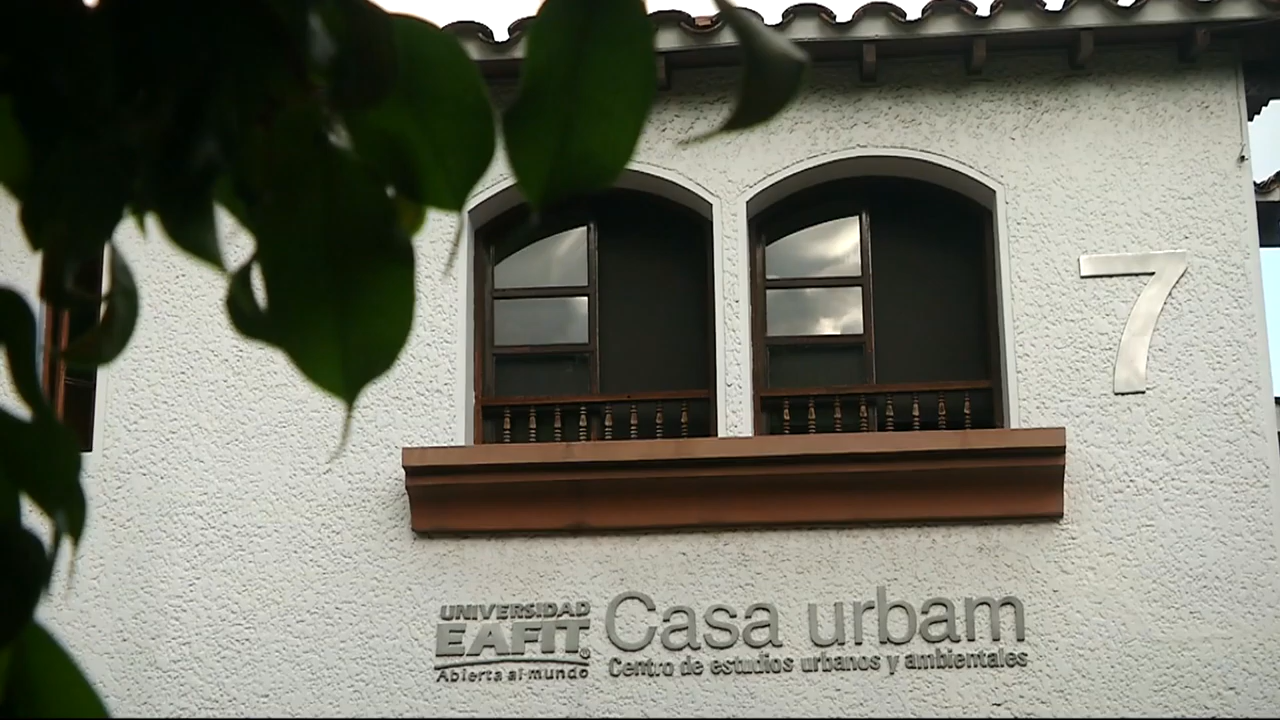 7
UNIVERSIDAD
EAFIT®
Abierta al mundo
Casa urbam
Centro de estudios urbanos y ambientales